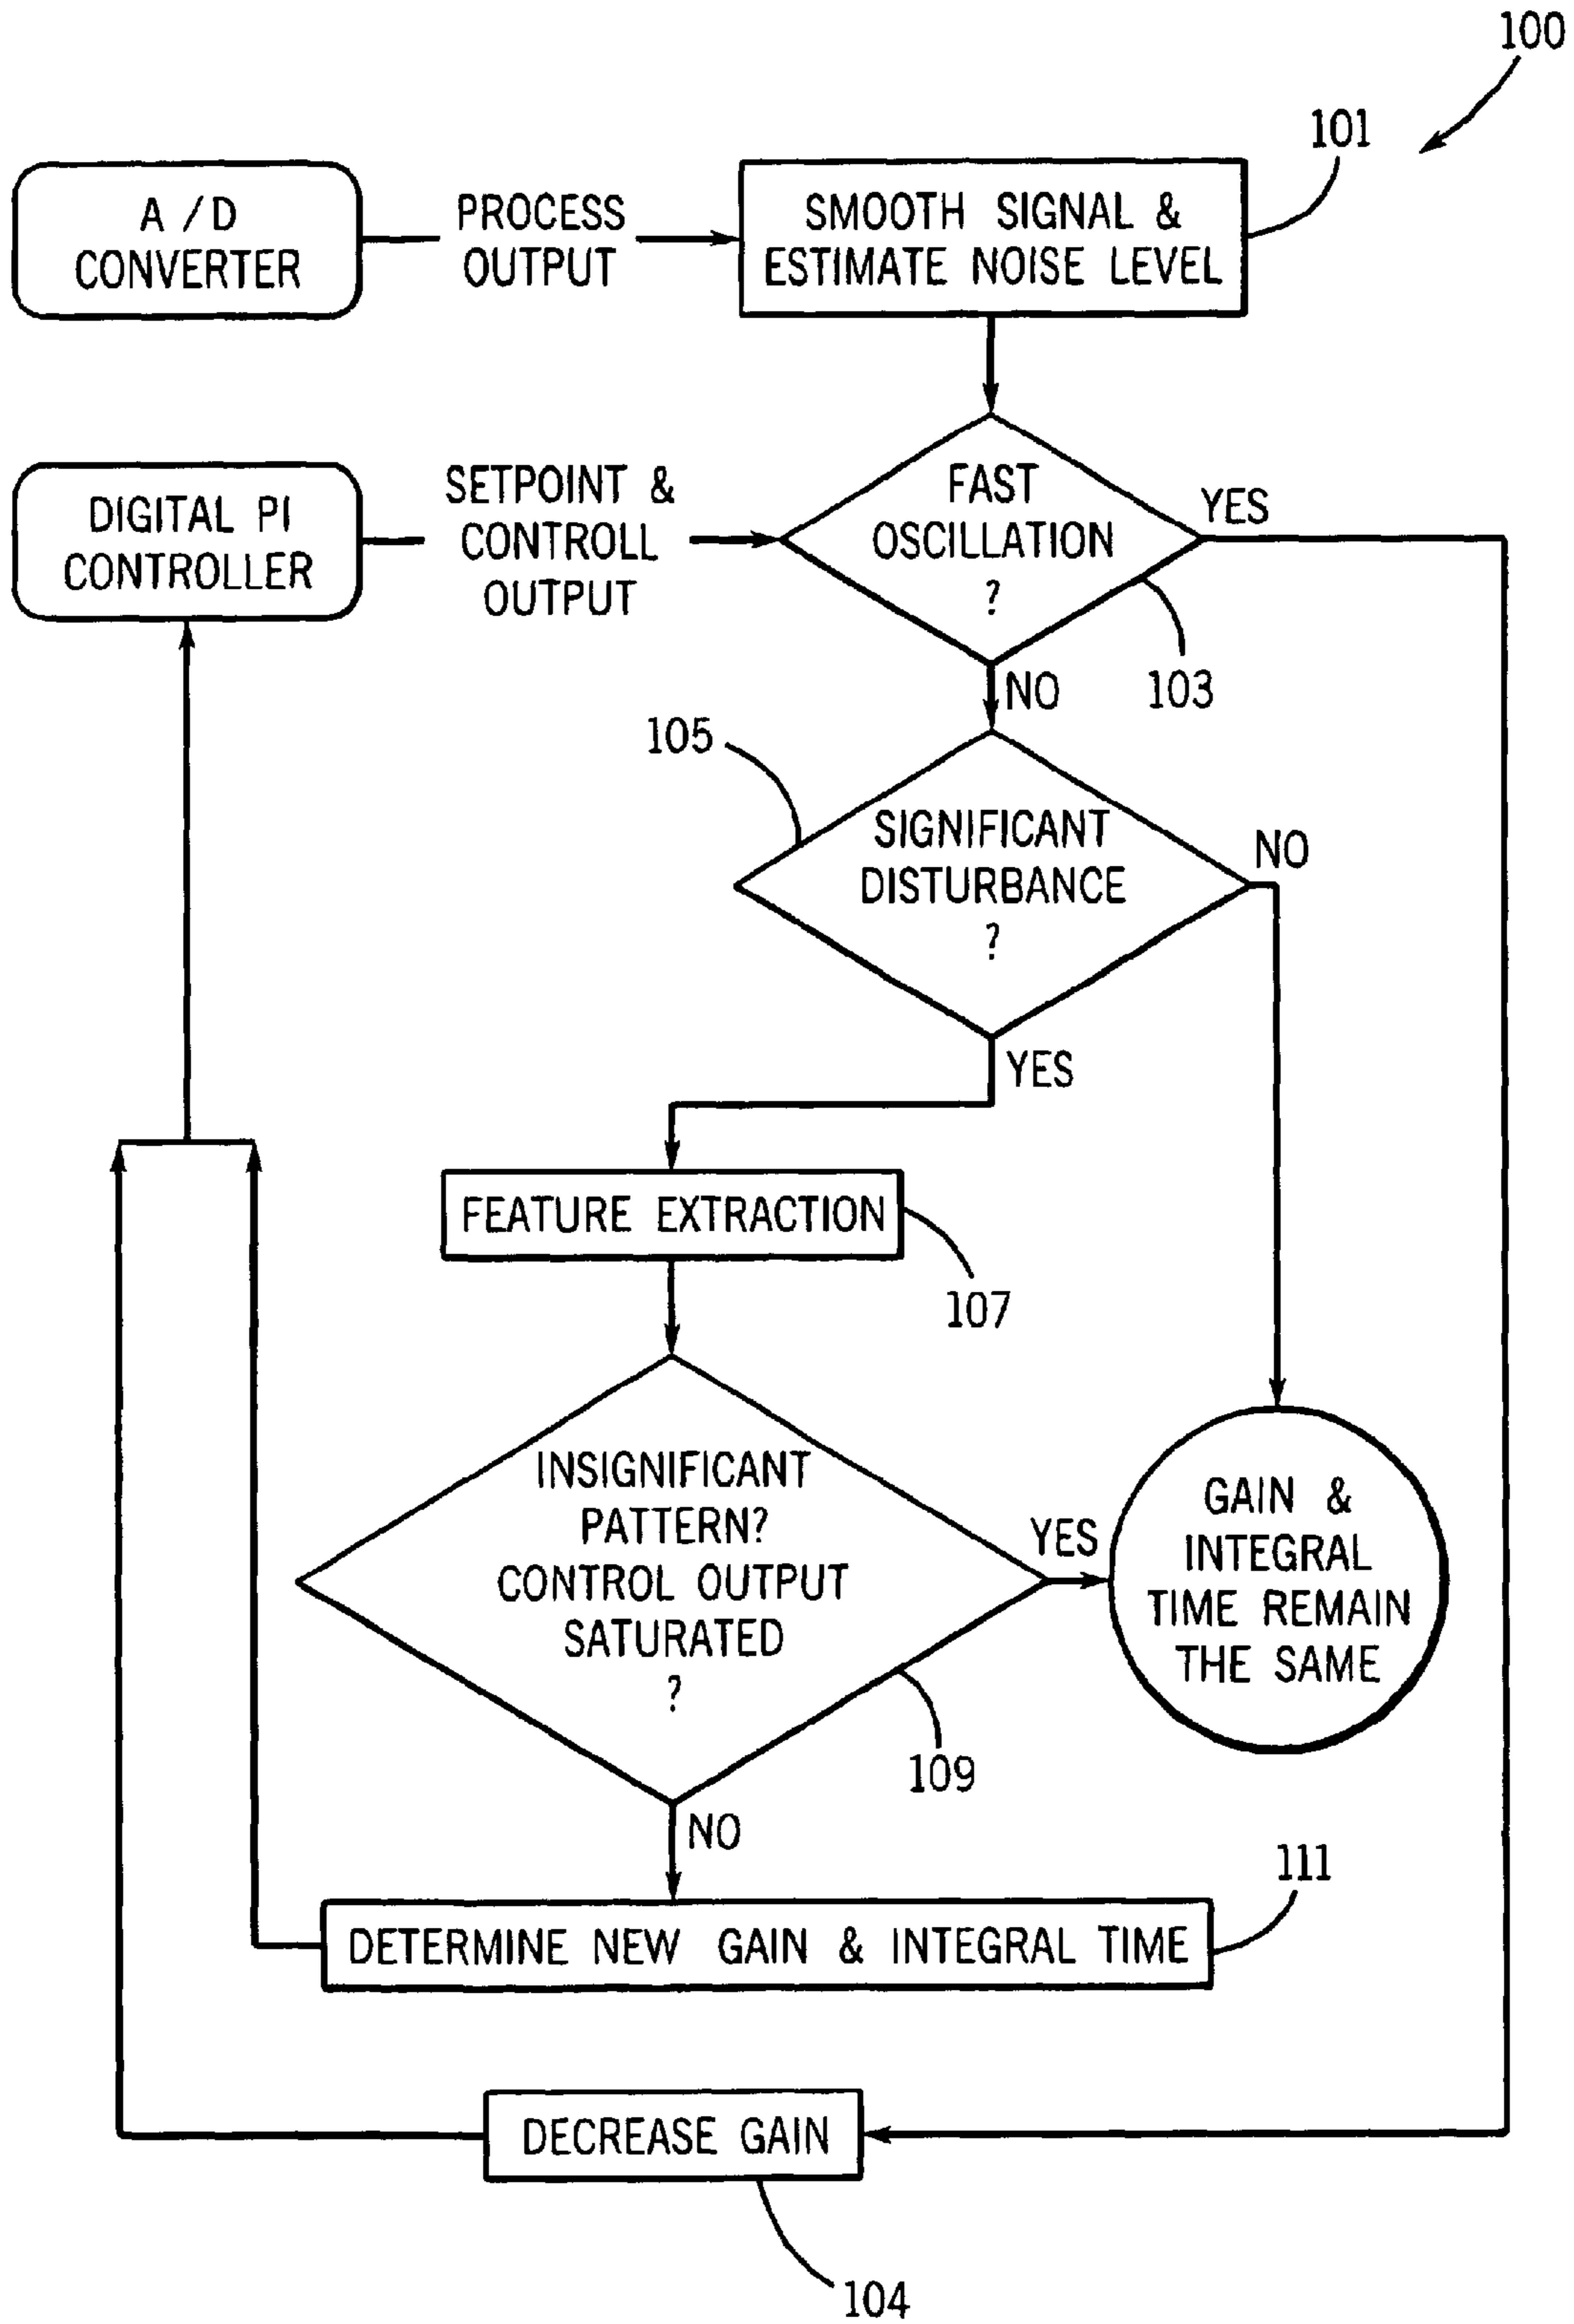 100
101
A / D
CONVERTER
PROCESS
OUTPUT
SMOOTH SIGNAL &
ESTIMATE NOISE LEVEL
DIGITAL PI
CONTROLLER
SETPOINT &
CONTROLL
OUTPUT
FAST
OSCILLATION
?
YES
103
NO
105
SIGNIFICANT
DISTURBANCE
?
NO
YES
FEATURE EXTRACTION
107
INSIGNIFICANT
PATTERN?
CONTROL OUTPUT
SATURATED
?
YES
GAIN &
INTEGRAL
TIME REMAIN
THE SAME
109
NO
111
DETERMINE NEW GAIN & INTEGRAL TIME
DECREASE GAIN
104